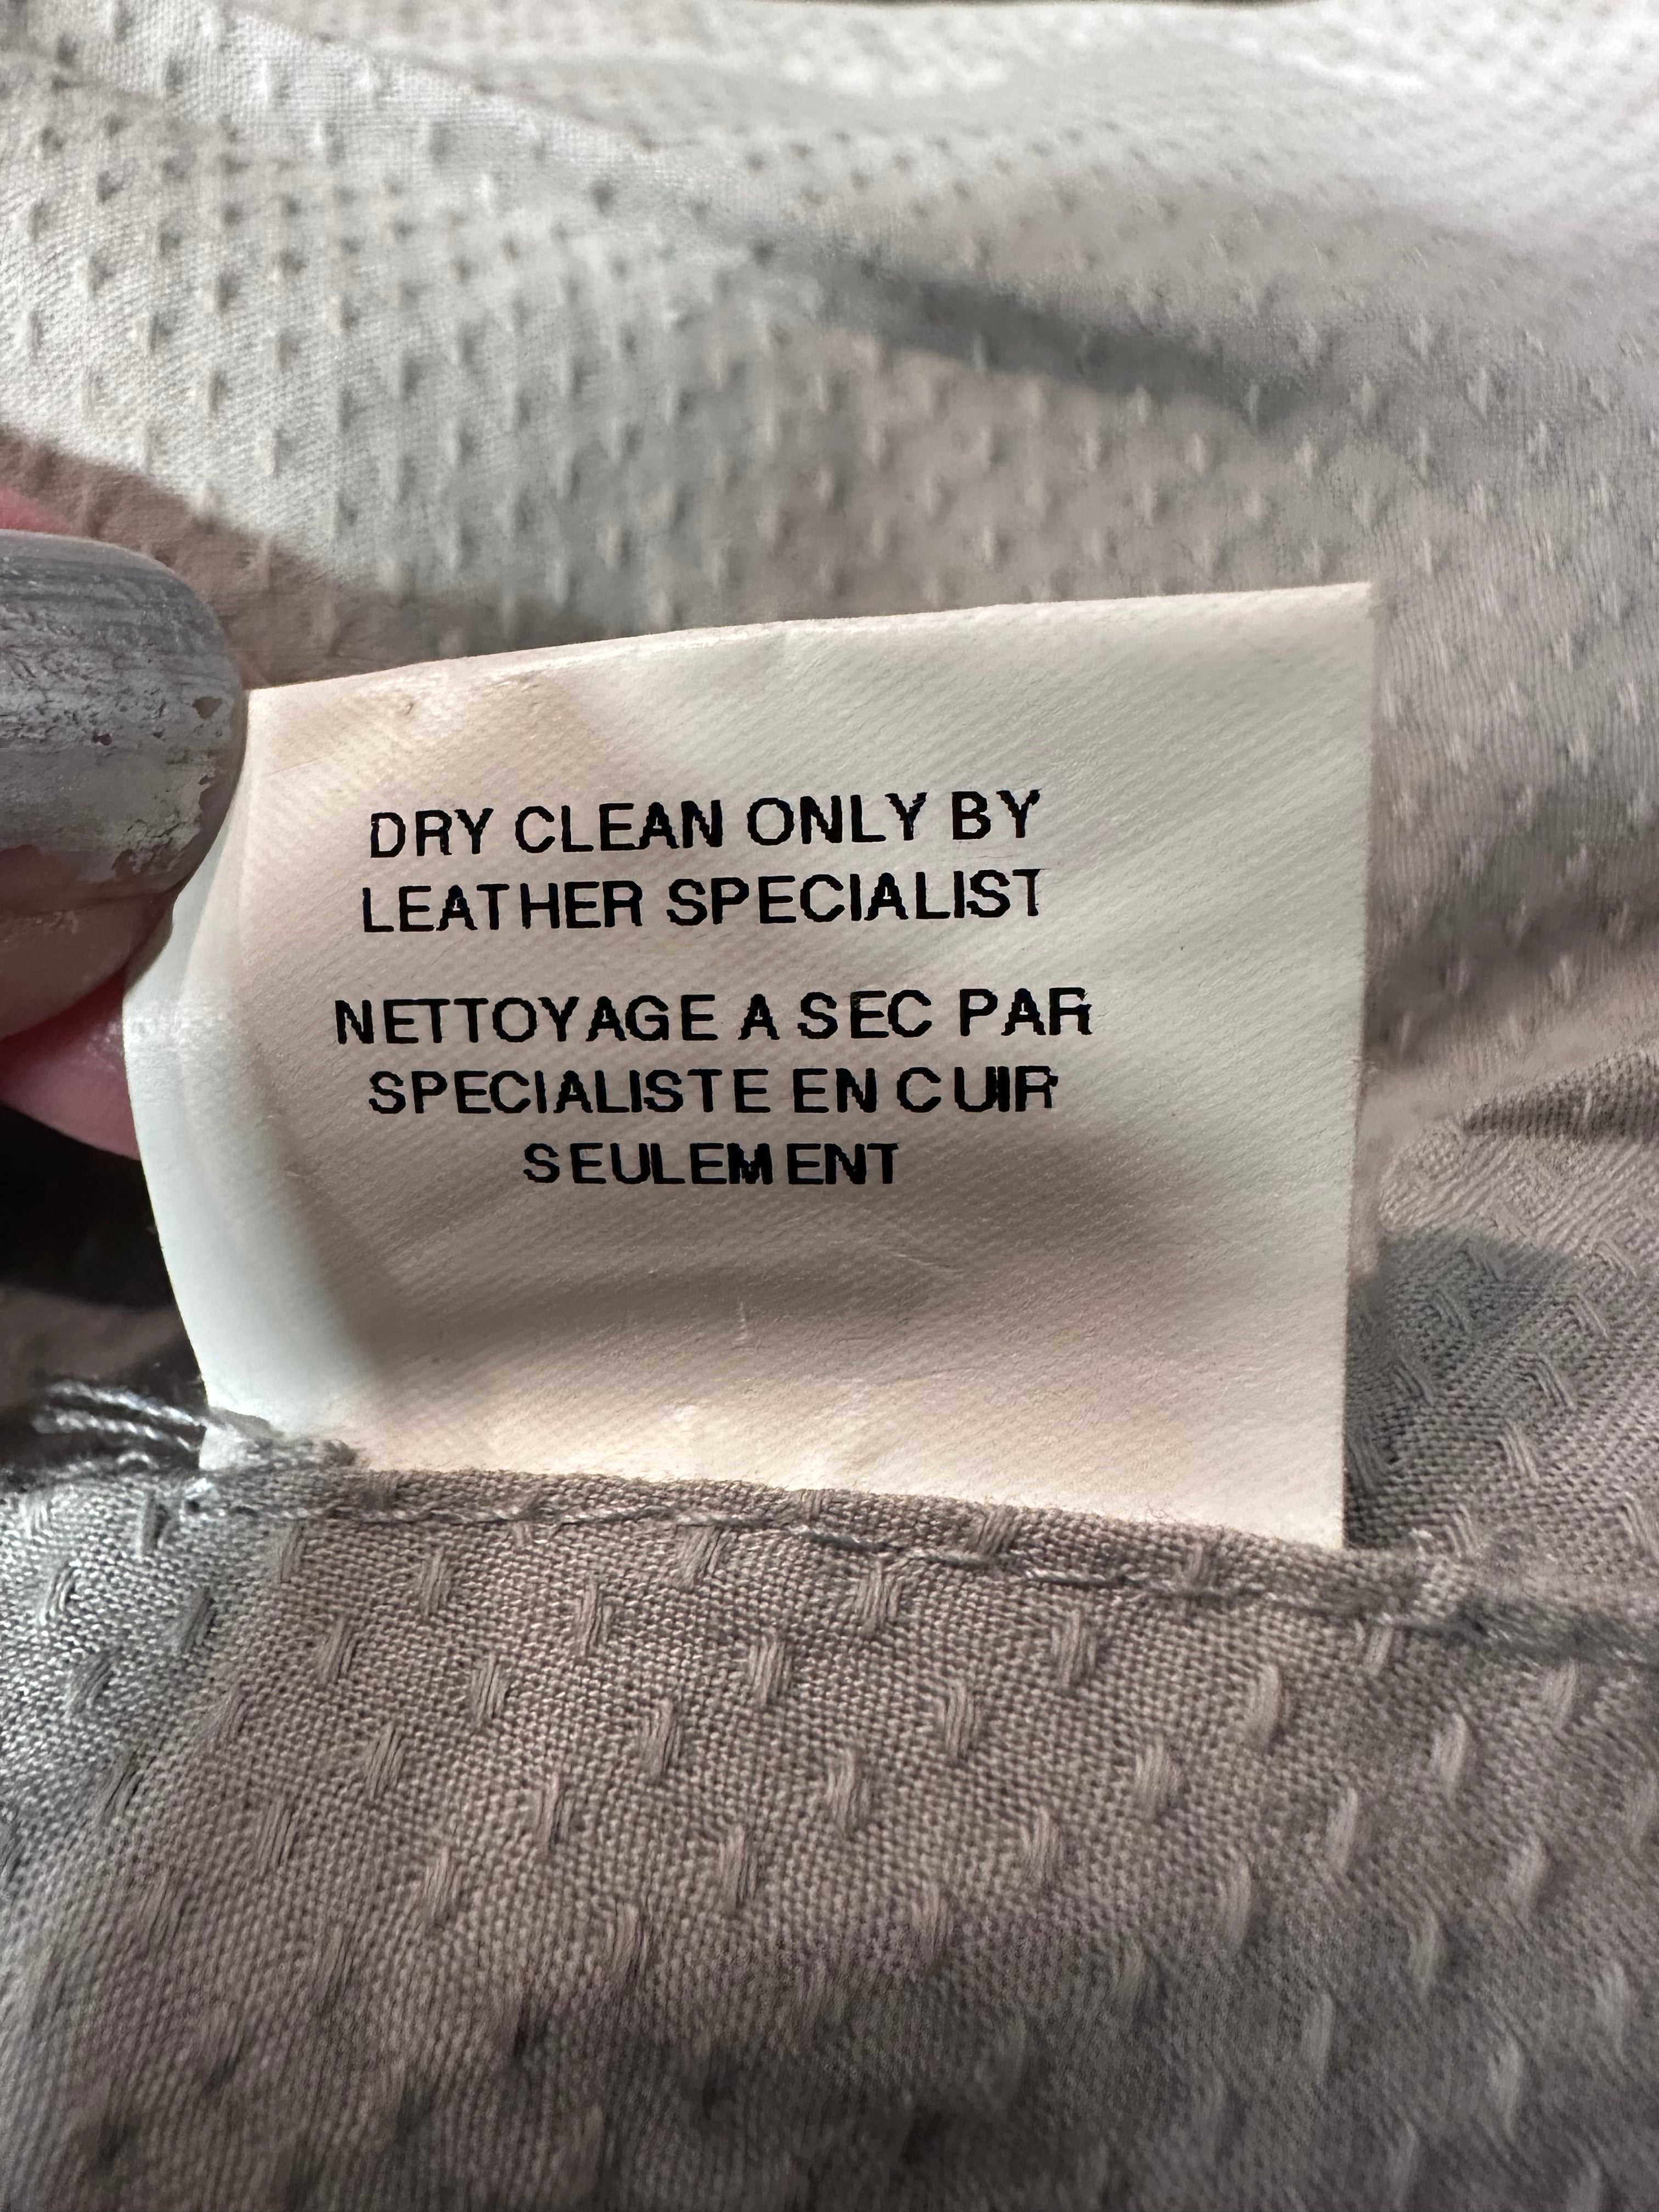 DRY CLEAN ONLY BY
LEATHER SPECIALIST
NETTOYAGE A SEC PAR
SPECIALISTE EN CUIR
SEULEMENT